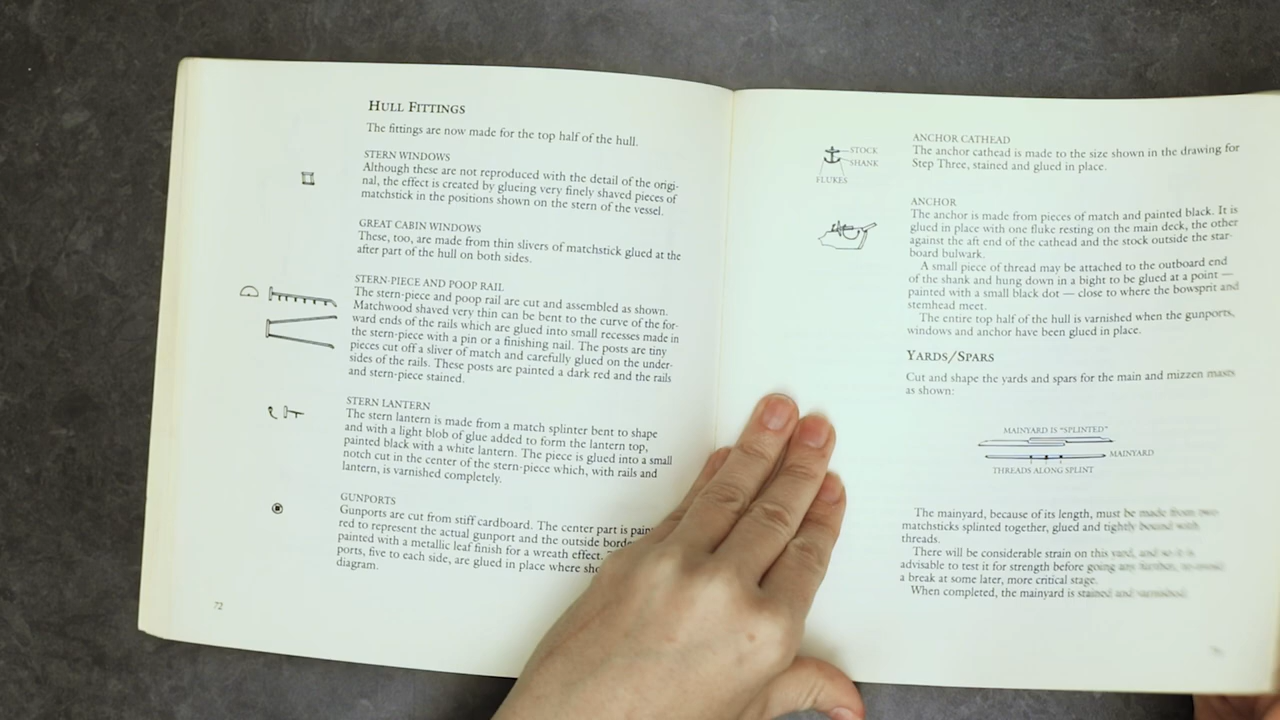 HULL FITTINGS
The fittings are now made for the top half of the hull.
STERN WINDOWS
Although these are not reproduced with the detail of the origi-
nal, the effect is created by glueing very finely shaved pieces of
matchstick in the positions shown on the stern of the vessel.
GREAT CABIN WINDOWS
These, too, are made from thin slivers of matchstick glued at the
after part of the hull on both sides.
STERN-PIECE AND POOP RAIL
The stern-piece and poop rail are cut and assembled as shown.
Matchwood shaved very thin can be bent to the curve of the for-
ward ends of the rails which are glued into small recesses made in
the stern-piece with a pin or a finishing nail. The posts are tiny
pieces cut off a sliver of match and carefully glued on the under-
sides of the rails. These posts are painted a dark red and the rails
and stern-piece stained.
STERN LANTERN
The stern lantern is made from a match splinter bent to shape
and with a light blob of glue added to form the lantern top,
painted black with a white lantern. The piece is glued into a small
notch cut in the center of the stern-piece which, with rails and
lantern, is varnished completely.
GUNPORTS
Gunports are cut from stiff cardboard. The center part is
red to represent the actual gunport and the outside
painted with a metallic leaf finish for a wreath effect.
ports, five to each side, are glued in place where
diagram.
72
STOCK
SHANK
FLUKES
ANCHOR CATHEAD
The anchor cathead is made to the size shown in the drawing for
Step Three, stained and glued in place.
ANCHOR
The anchor is made from pieces of match and painted black. It is
glued in place with one fluke resting on the main deck, the other
against the aft end of the cathead and the stock outside the star-
board bulwark.
A small piece of thread may be attached to the outboard end
of the shank and hung down in a bight to be glued at a point —
painted with a small black dot — close to where the bowsprit and
stemhead meet.
The entire top half of the hull is varnished when the gunports,
windows and anchor have been glued in place.
YARDS/SPARS
Cut and shape the yards and spars for the main and mizzen masts
as shown:
MAINYARD IS "SPLINTED"
MAINYARD
THREADS ALONG SPLINT
The mainyard, because of its length, must be made from two
matchsticks splinted together, glued and tightly bound with
threads.
There will be considerable strain on this yard, and so it is
advisable to test it for strength before going any further, to avoid
a break at some later, more critical stage.
When completed, the mainyard is stained and varnished.